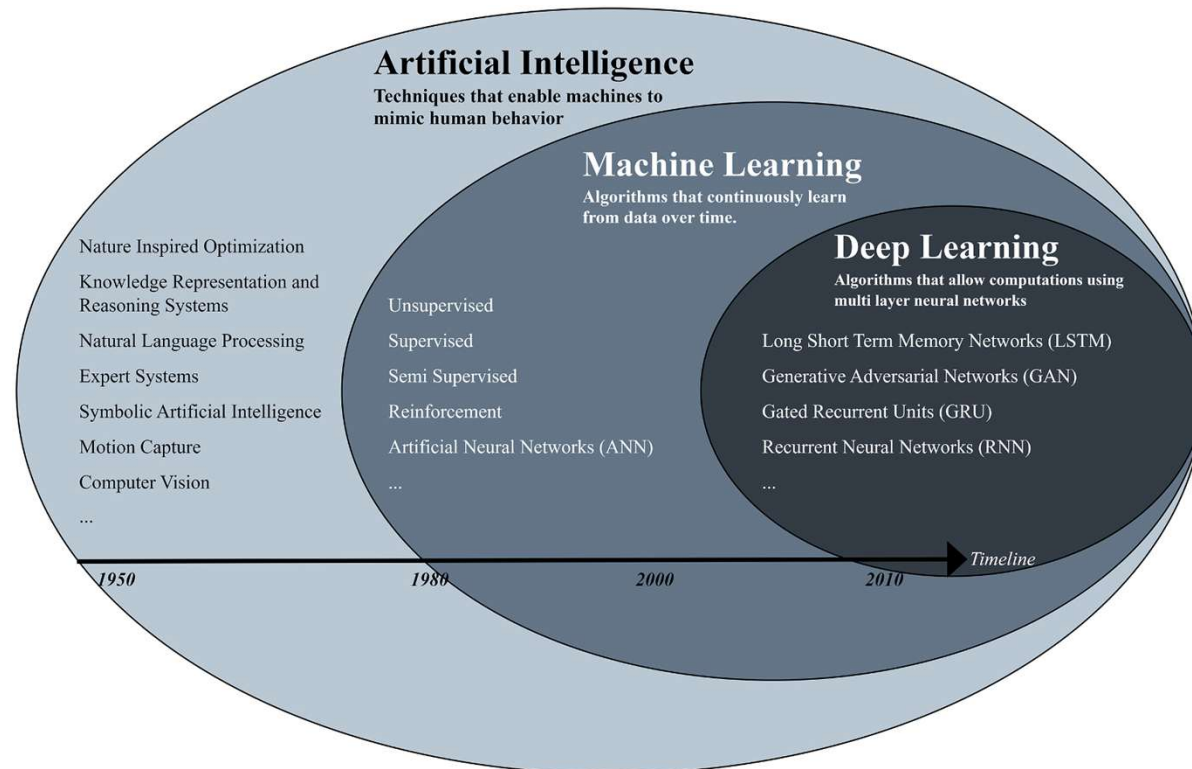 Artificial Intelligence
Techniques that enable machines to
mimic human behavior
Machine Learning
Algorithms that continuously learn
from data over time.
Deep Learning
Algorithms that allow computations using
multi layer neural networks
Nature Inspired Optimization
Knowledge Representation and
Reasoning Systems
Natural Language Processing
Expert Systems
Symbolic Artificial Intelligence
Motion Capture
Computer Vision
...
Unsupervised
Supervised
Semi Supervised
Reinforcement
Artificial Neural Networks (ANN)
...
Long Short Term Memory Networks (LSTM)
Generative Adversarial Networks (GAN)
Gated Recurrent Units (GRU)
Recurrent Neural Networks (RNN)
...
Timeline
1950 1980 2000 2010